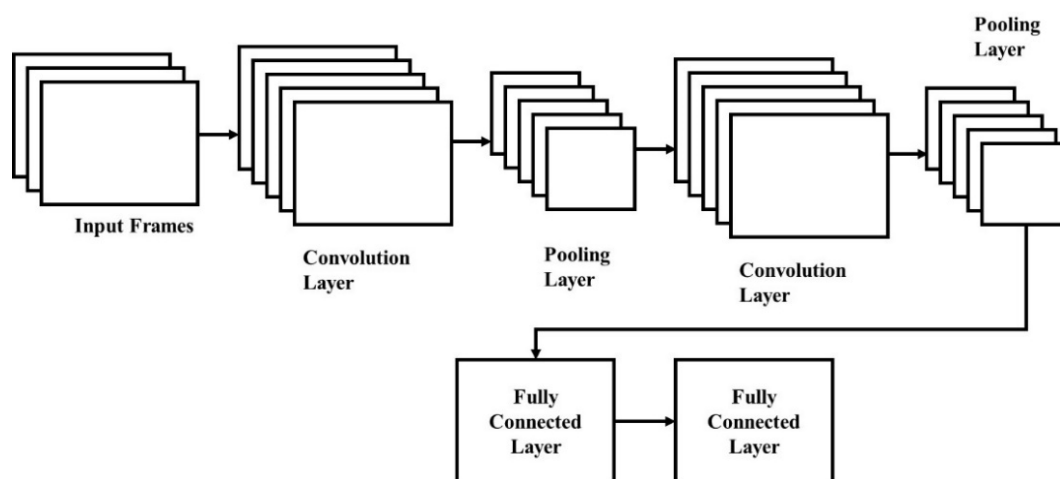 Input Frames
Convolution
Layer
Pooling
Layer
Convolution
Layer
Pooling
Layer
Fully
Connected
Layer
Fully
Connected
Layer